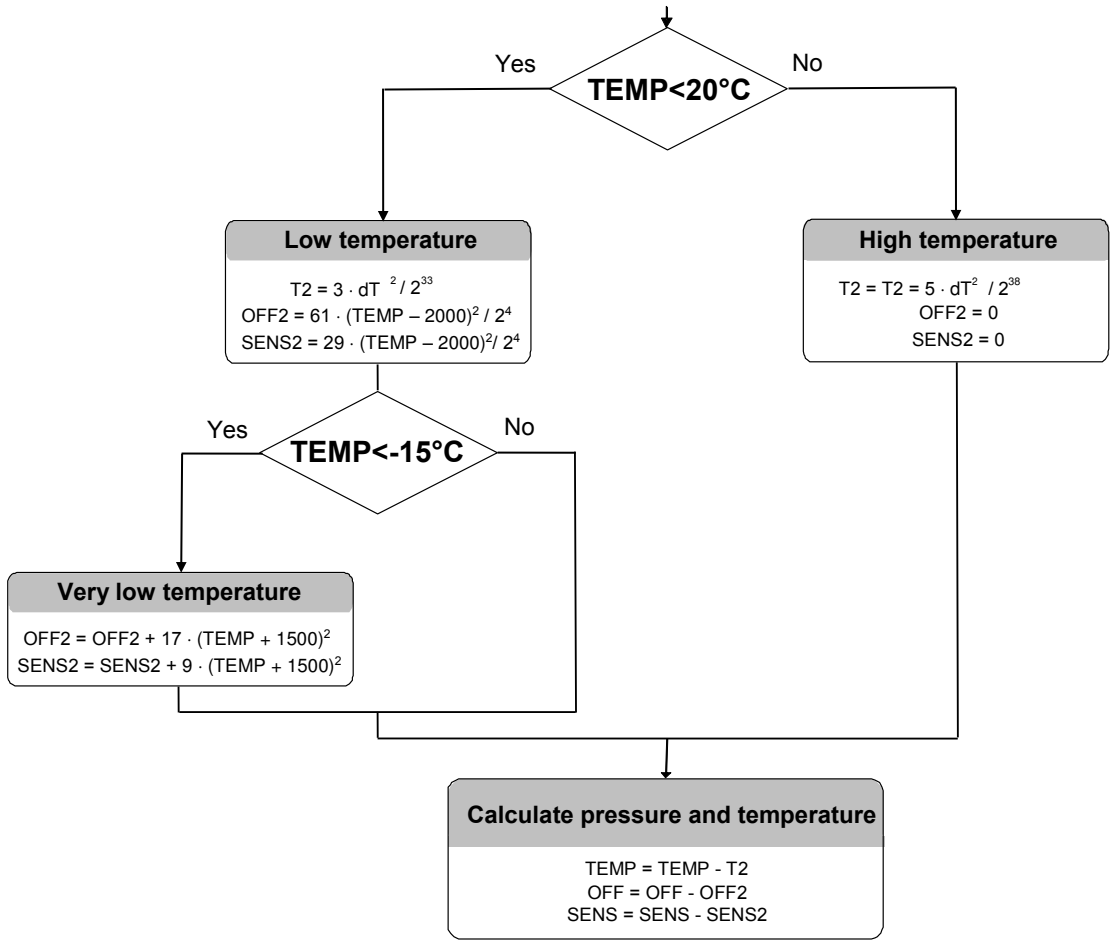 TEMP<20°C
Yes
No
Low temperature
T2 = 3 · dT ² / 2³³
OFF2 = 61 · (TEMP – 2000)² / 2⁴
SENS2 = 29 · (TEMP – 2000)²/ 2⁴
High temperature
T2 = T2 = 5 · dT² / 2³⁸
OFF2 = 0
SENS2 = 0
TEMP<-15°C
Yes
No
Very low temperature
OFF2 = OFF2 + 17 · (TEMP + 1500)²
SENS2 = SENS2 + 9 · (TEMP + 1500)²
Calculate pressure and temperature
TEMP = TEMP - T2
OFF = OFF - OFF2
SENS = SENS - SENS2